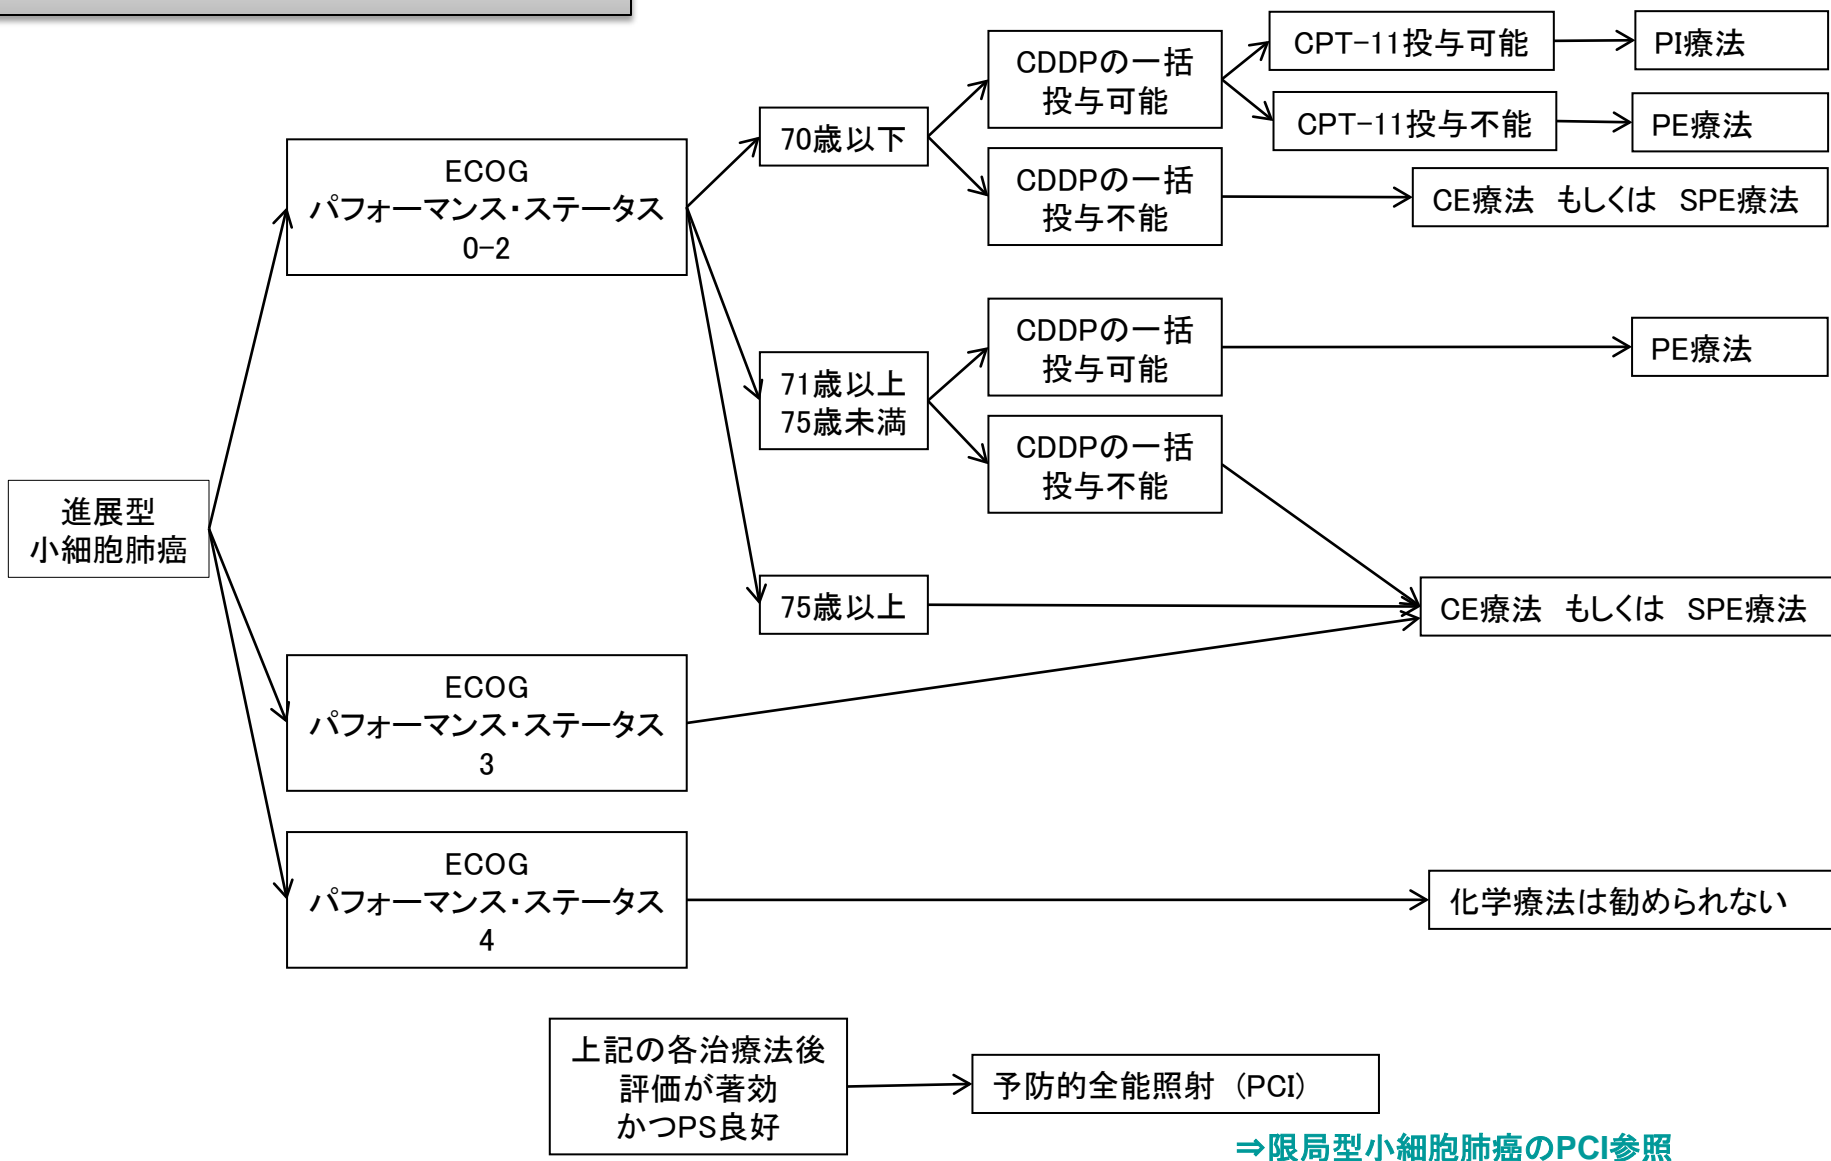 CDDPの一括
投与可能
CPT-11投与可能
PI療法
70歳以下
CPT-11投与不能
PE療法
ECOG
パフォーマンス・ステータス
0-2
CDDPの一括
投与不能
CE療法 もしくは SPE療法
71歳以上
75歳未満
CDDPの一括
投与可能
PE療法
CDDPの一括
投与不能
進展型
小細胞肺癌
75歳以上
CE療法 もしくは SPE療法
ECOG
パフォーマンス・ステータス
3
ECOG
パフォーマンス・ステータス
4
化学療法は勧められない
上記の各治療法後
評価が著効
かつPS良好
予防的全能照射 (PCI)
⇒限局型小細胞肺癌のPCI参照